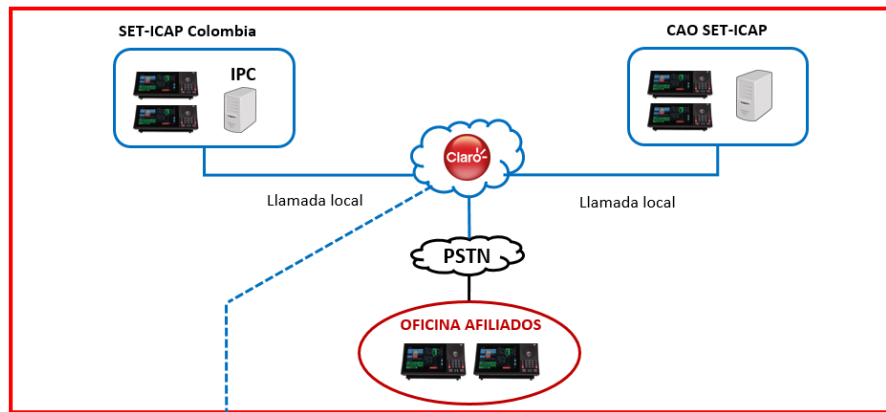 SET-ICAP Colombia
CAO SET-ICAP
IPC
Claro
Llamada local
Llamada local
PSTN
OFICINA AFILIADOS